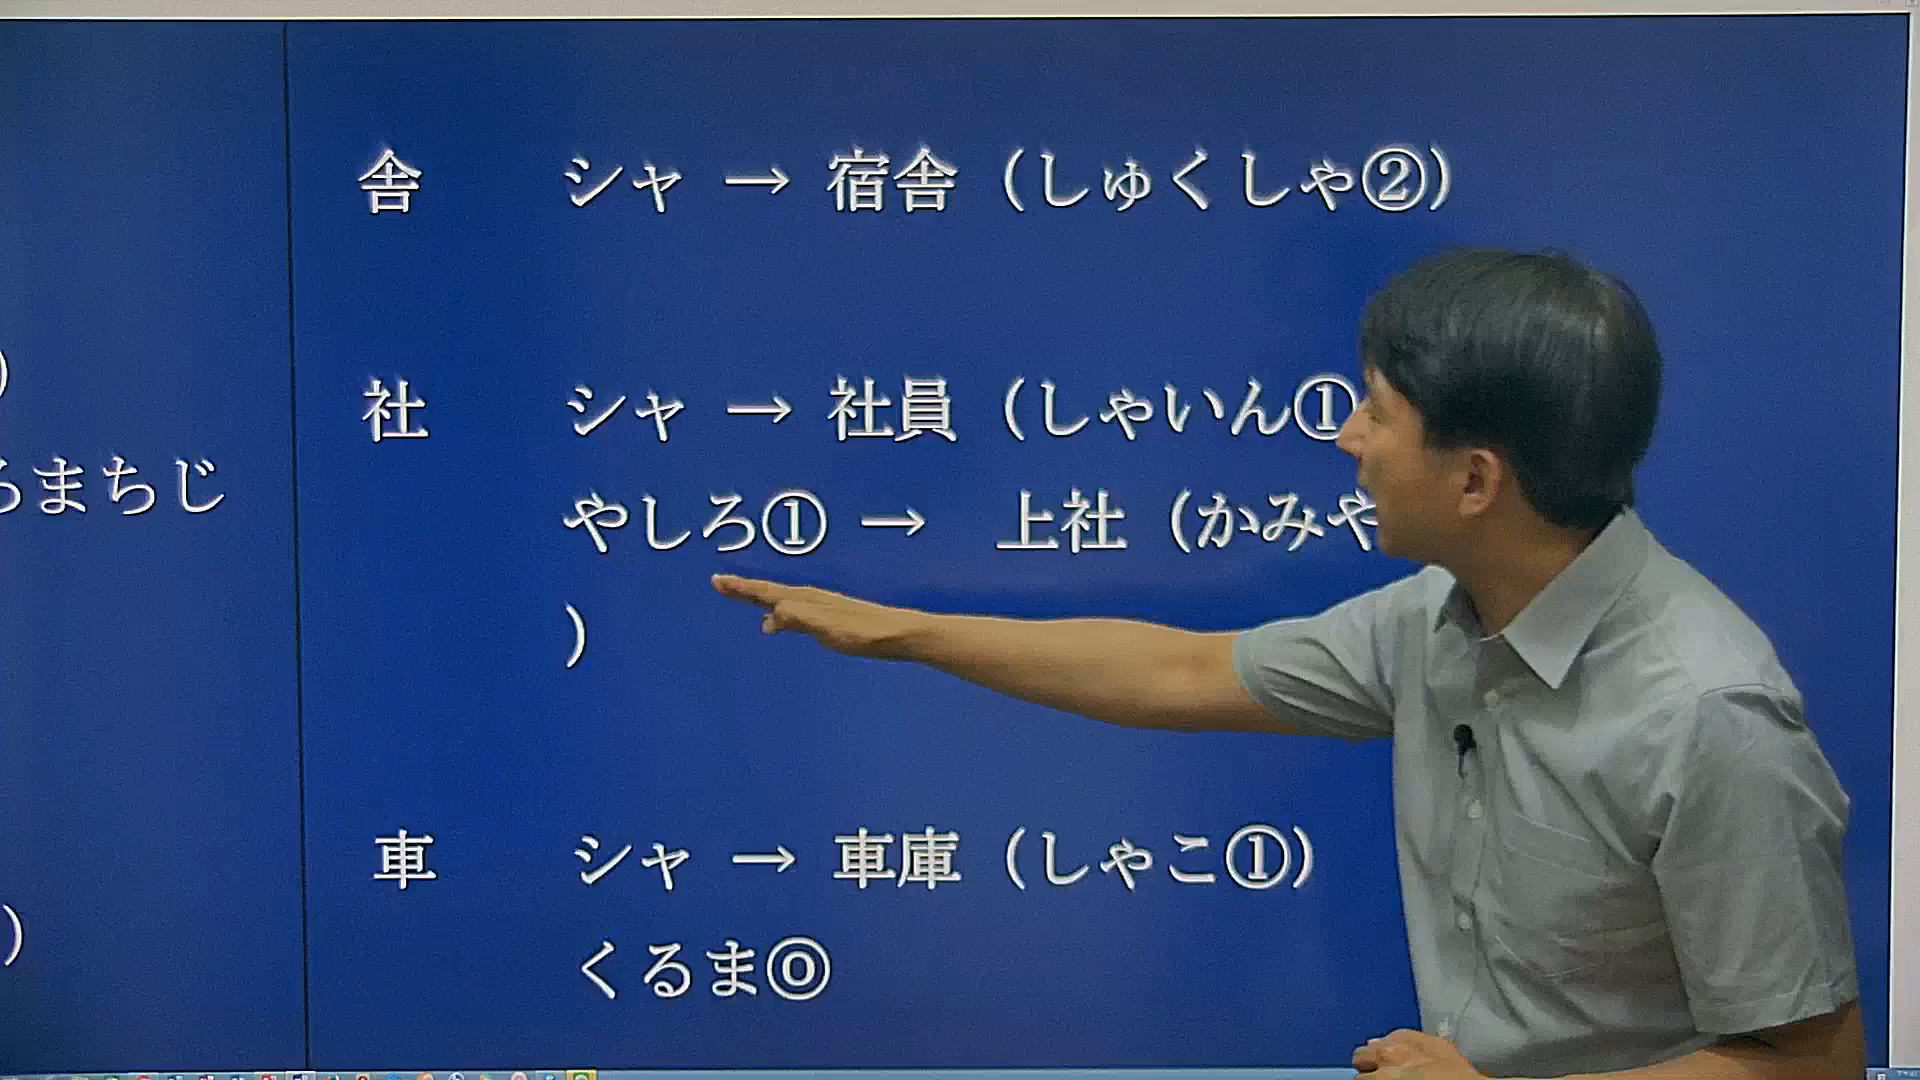 )
ろまちじ
)
舎 シャ → 宿舎（しゅくしゃ②）
社 シャ → 社員（しゃいん①
やしろ① → 上社（かみや
）
車 シャ → 車庫（しゃこ①）
くるま⓪